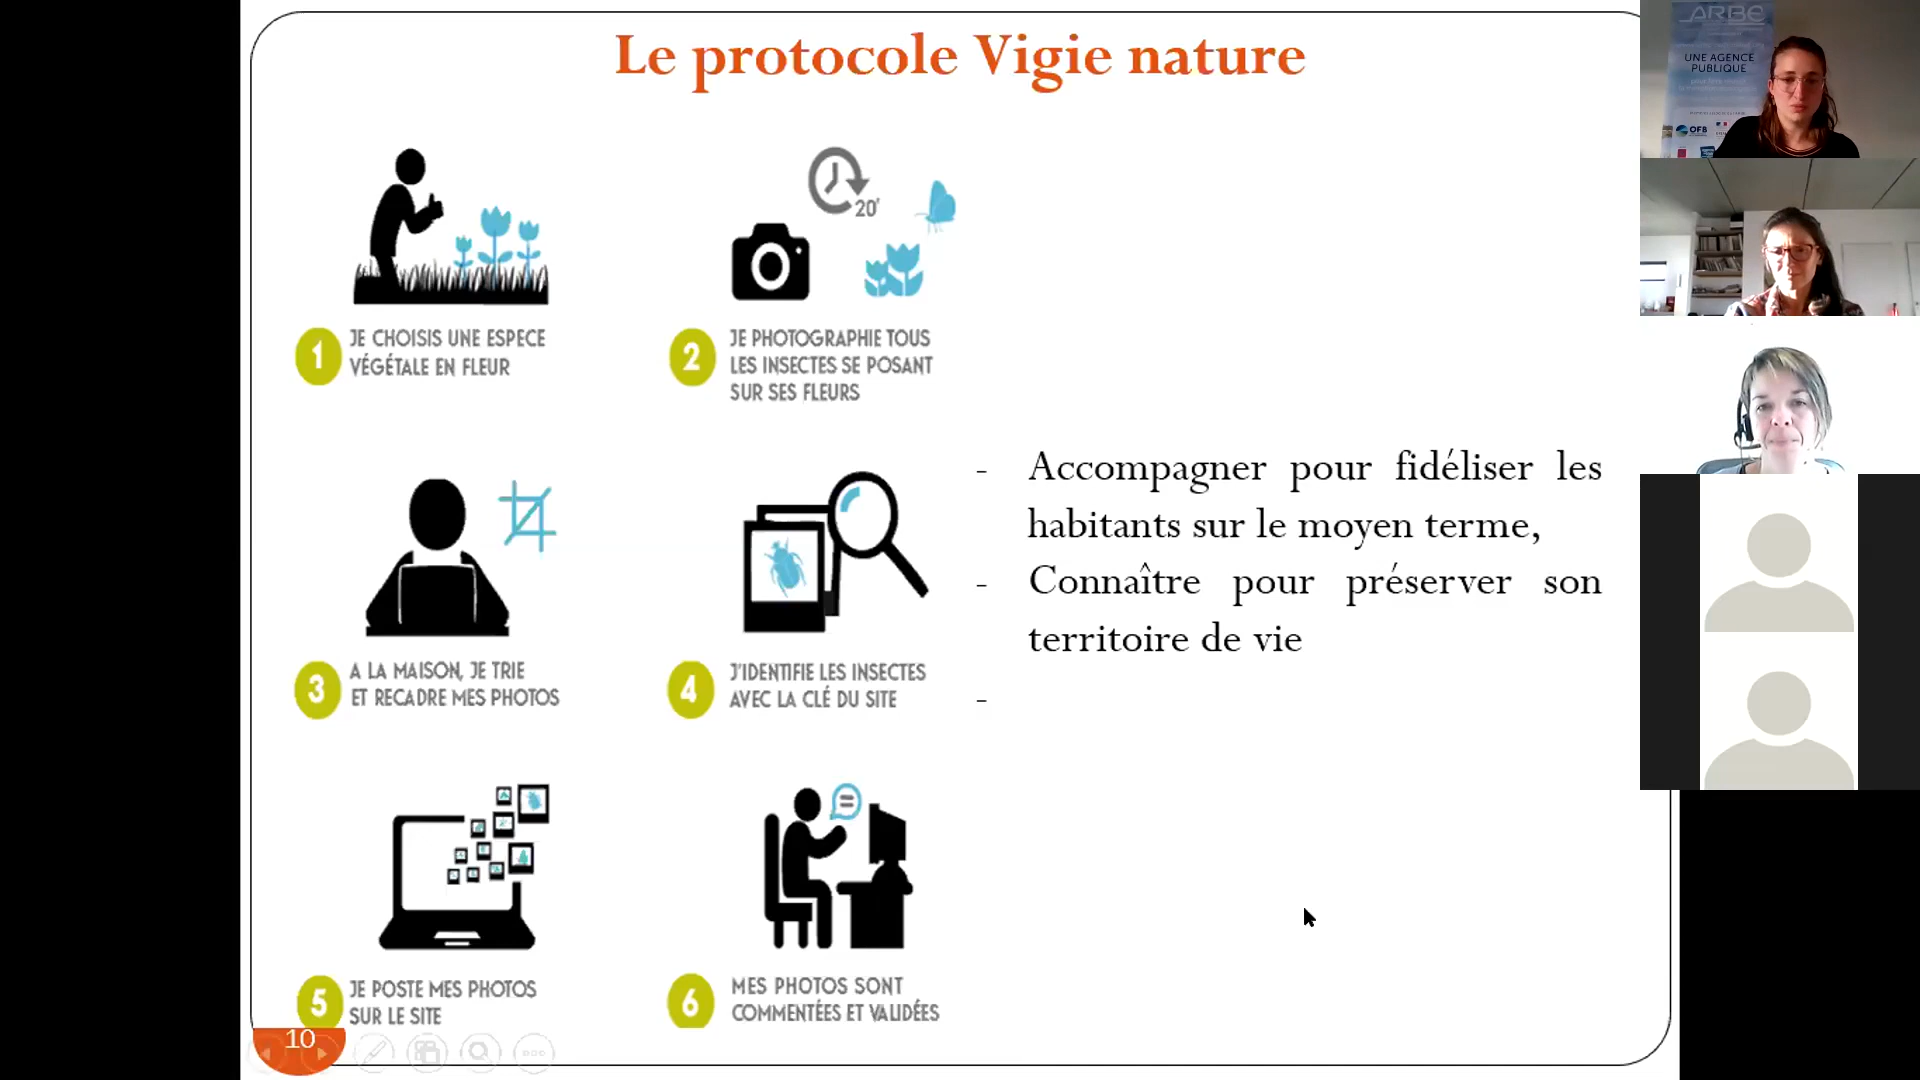 Le protocole Vigie nature
20'
1 JE CHOISIS UNE ESPECE
VÉGÉTALE EN FLEUR
2 JE PHOTOGRAPHIE TOUS
LES INSECTES SE POSANT
SUR SES FLEURS
3 A LA MAISON, JE TRIE
ET RECADRE MES PHOTOS
4 J'IDENTIFIE LES INSECTES
AVEC LA CLÉ DU SITE
5 JE POSTE MES PHOTOS
SUR LE SITE
6 MES PHOTOS SONT
COMMENTÉES ET VALIDÉES
- Accompagner pour fidéliser les
habitants sur le moyen terme,
- Connaître pour préserver son
territoire de vie
-
10
ARBE
UNE AGENCE
PUBLIQUE
OFB